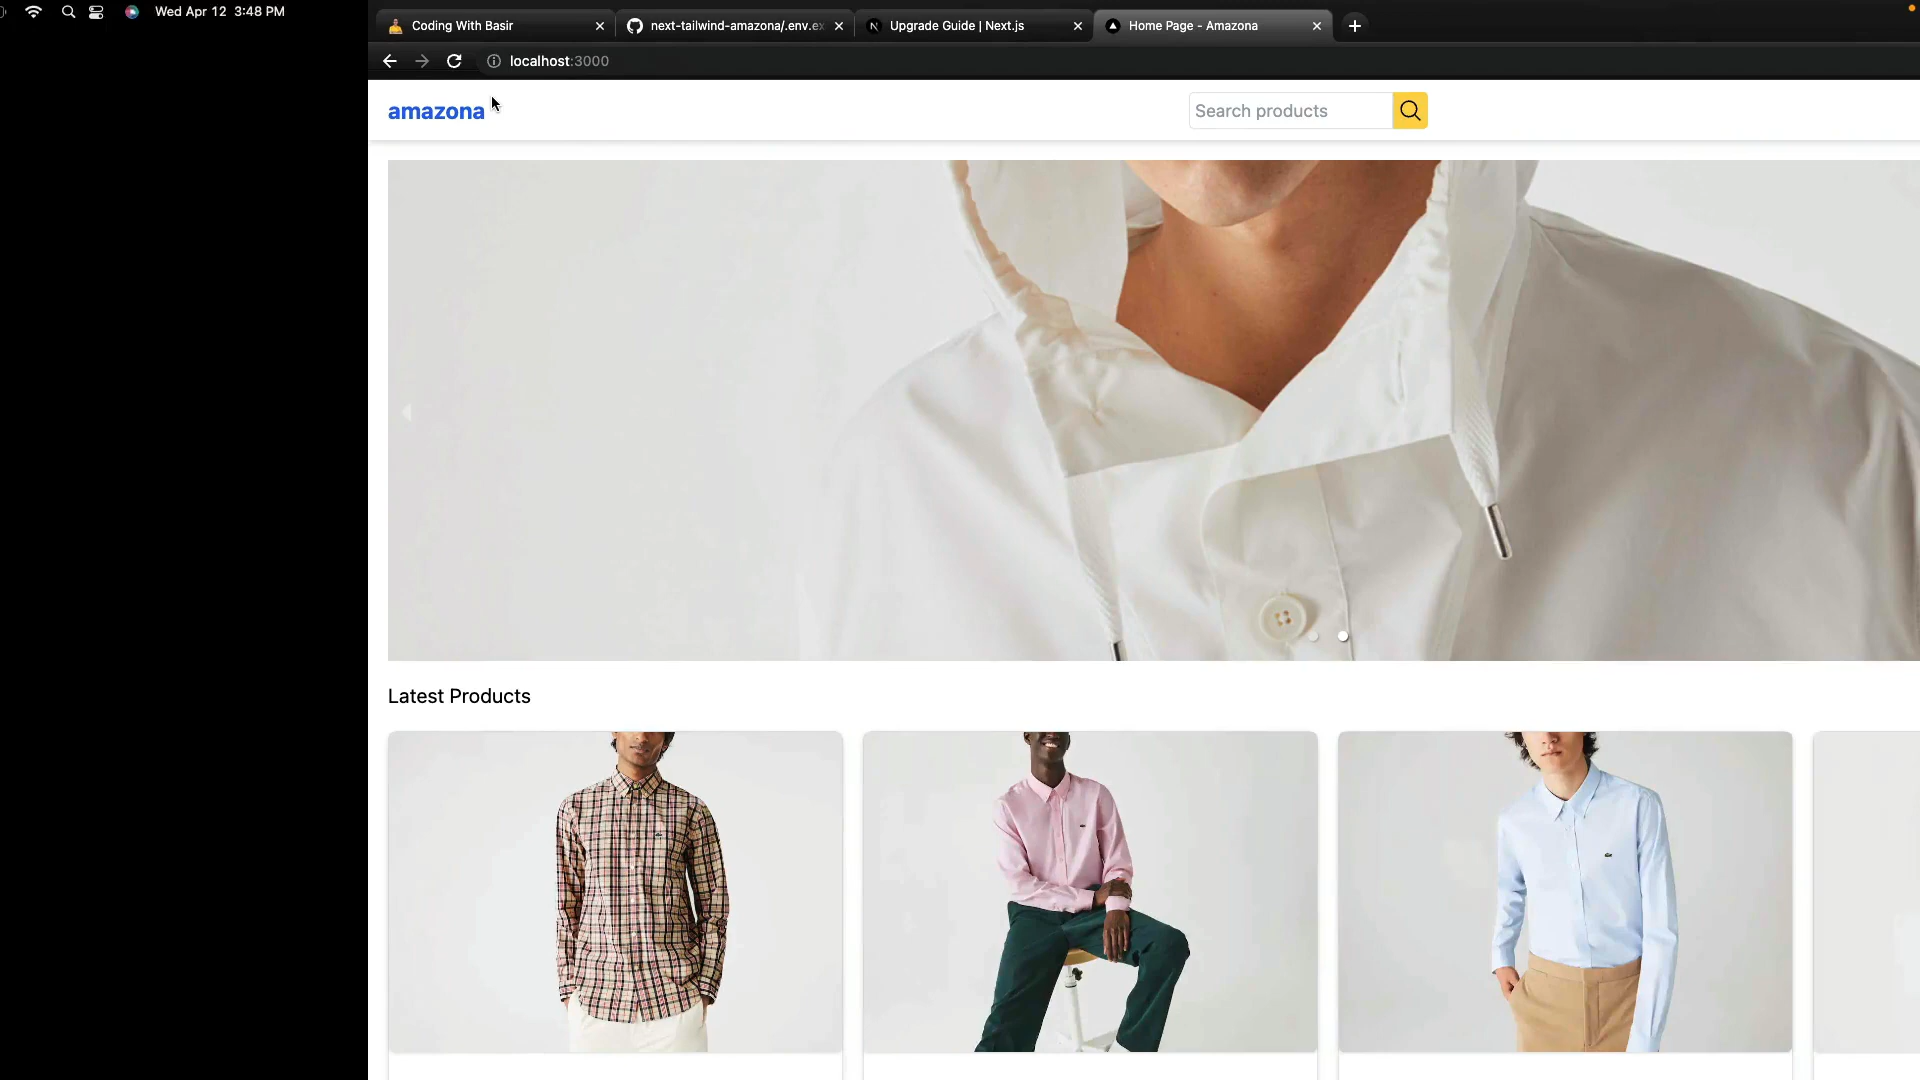 Wed Apr 12 3:48 PM
Coding With Basir
next-tailwind-amazona/.env.ex
Upgrade Guide | Next.js
Home Page - Amazona
localhost:3000
amazona
Search products
Latest Products